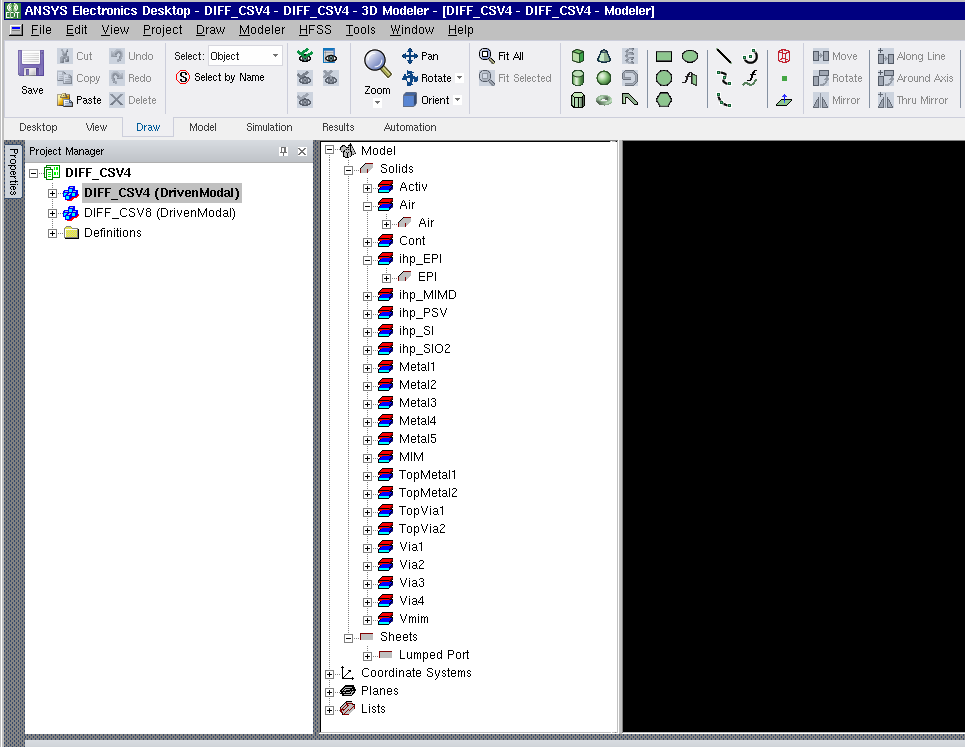 ANSYS Electronics Desktop - DIFF_CSV4 - DIFF_CSV4 - 3D Modeler - [DIFF_CSV4 - DIFF_CSV4 - Modeler]
File Edit View Project Draw Modeler HFSS Tools Window Help
Save
Cut
Copy
Paste
Undo
Redo
Delete
Select: Object
Select by Name
Zoom
Pan
Rotate
Orient
Fit All
Fit Selected
Move
Rotate
Mirror
Along Line
Around Axis
Thru Mirror
Desktop View Draw Model Simulation Results Automation
Properties
Project Manager
DIFF_CSV4
DIFF_CSV4 (DrivenModal)
DIFF_CSV8 (DrivenModal)
Definitions
Model
Solids
Activ
Air
Air
Cont
ihp_EPI
EPI
ihp_MIMD
ihp_PSV
ihp_SI
ihp_SIO2
Metal1
Metal2
Metal3
Metal4
Metal5
MIM
TopMetal1
TopMetal2
TopVia1
TopVia2
Via1
Via2
Via3
Via4
Vmim
Sheets
Lumped Port
Coordinate Systems
Planes
Lists